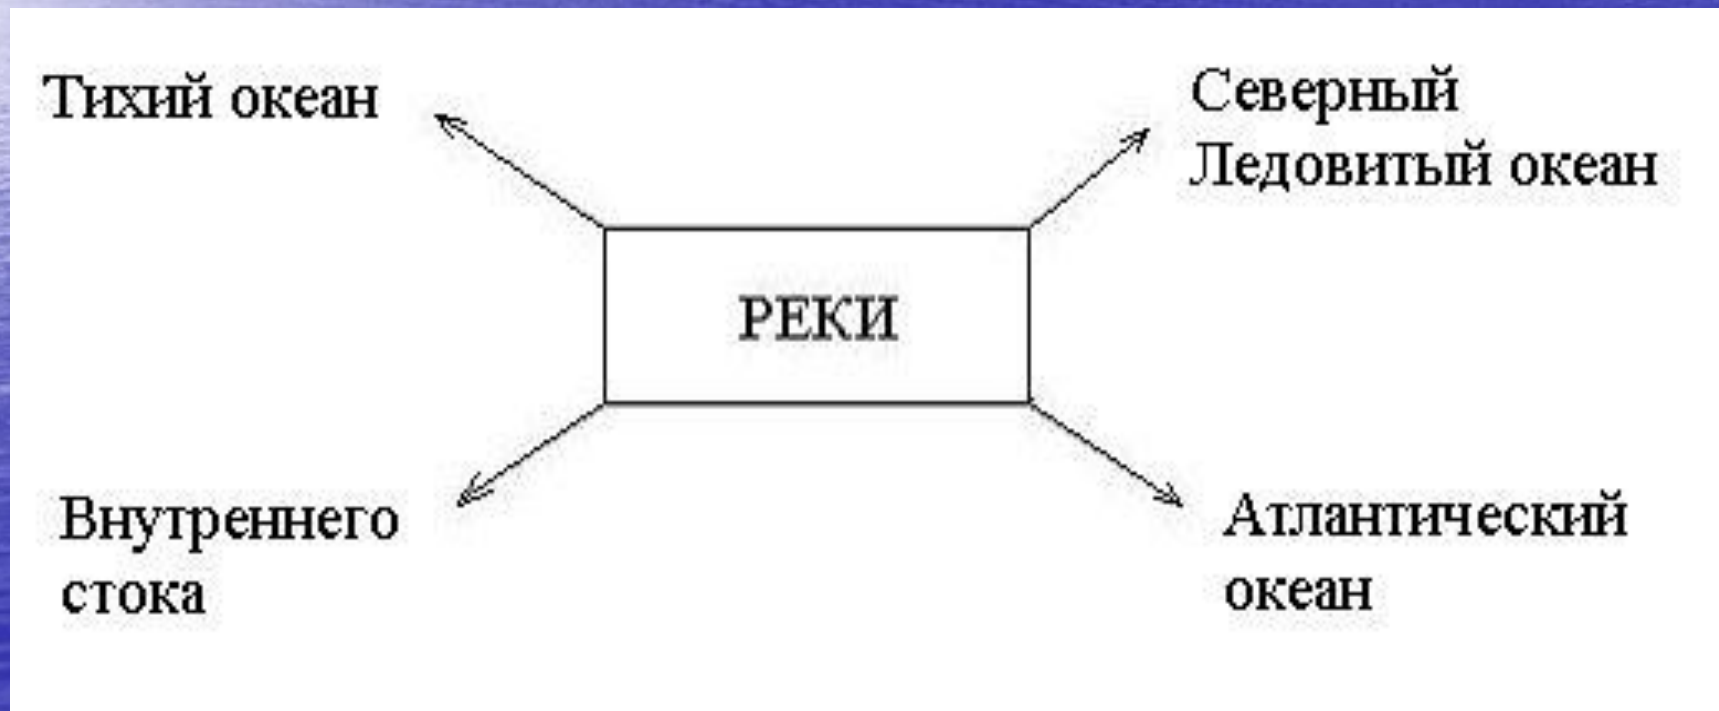 Тихий океан
Северный
Ледовитый океан
РЕКИ
Внутреннего
стока
Атлантический
океан